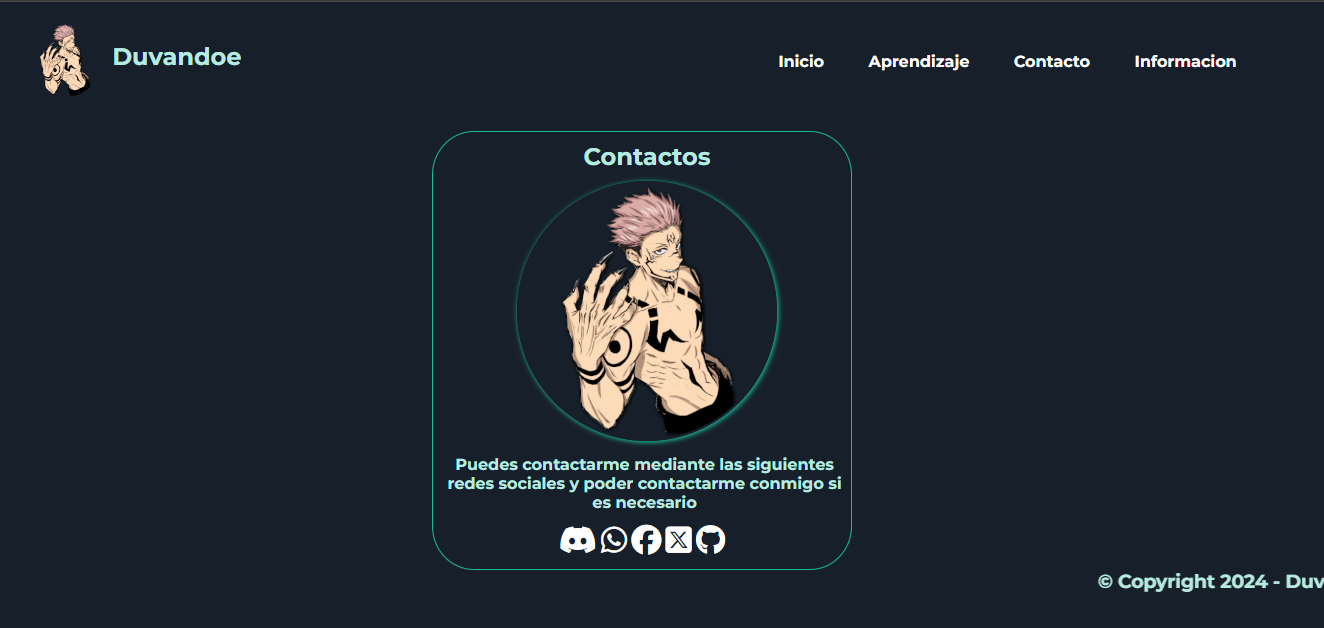 Duvandoe
Inicio Aprendizaje Contacto Informacion
Contactos
Puedes contactarme mediante las siguientes
redes sociales y poder contactarme conmigo si
es necesario
© Copyright 2024 - Duv